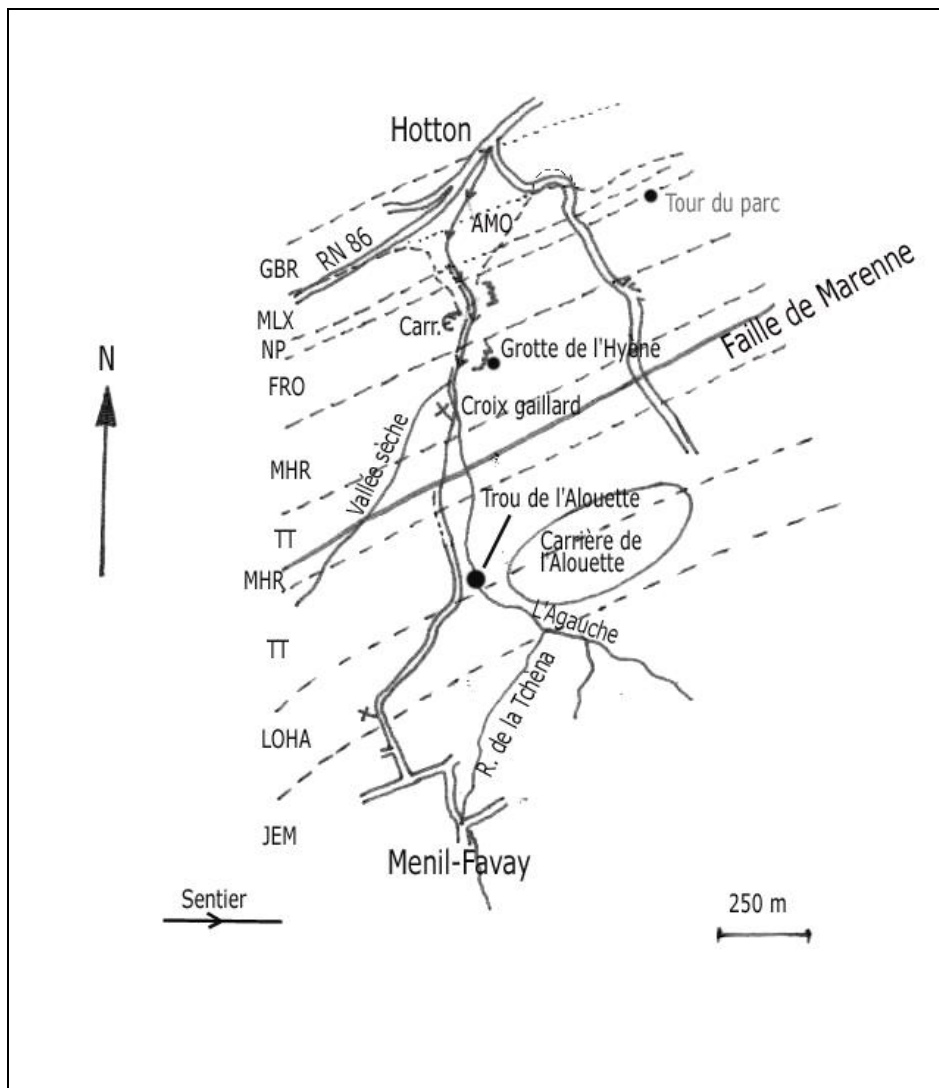 Hotton
Tour du parc
AMO
RN 86
GBR
Faille de Marenne
MLX
Carr.
NP
Grotte de l'Hyène
N
FRO
Croix gaillard
Vallée sèche
MHR
Trou de l'Alouette
TT
Carrière de
l'Alouette
MHR
L'Agauche
TT
R. de la Tchèna
LOHA
JEM
Menil-Favay
Sentier
250 m